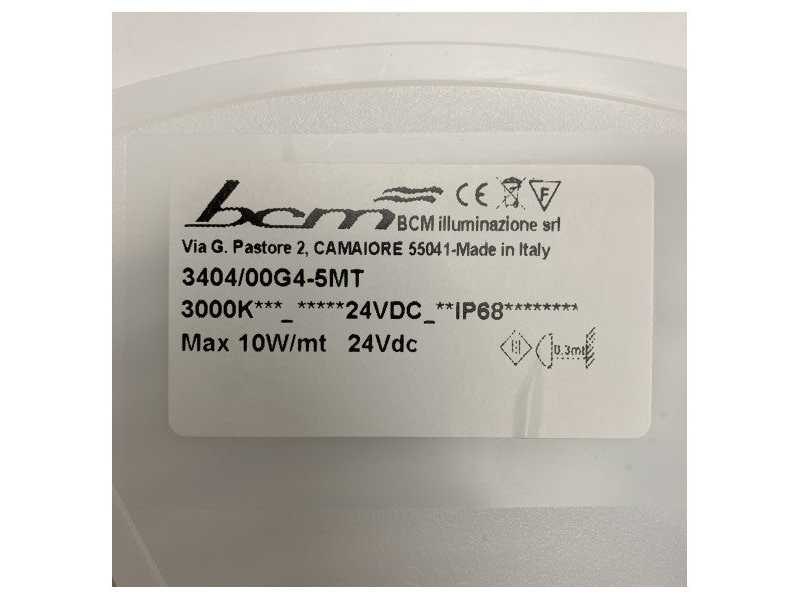 bcm
CE
F
BCM illuminazione srl
Via G. Pastore 2, CAMAIORE 55041-Made in Italy
3404/00G4-5MT
3000K***_*****24VDC_**IP68********
Max 10W/mt 24Vdc
0.3mt